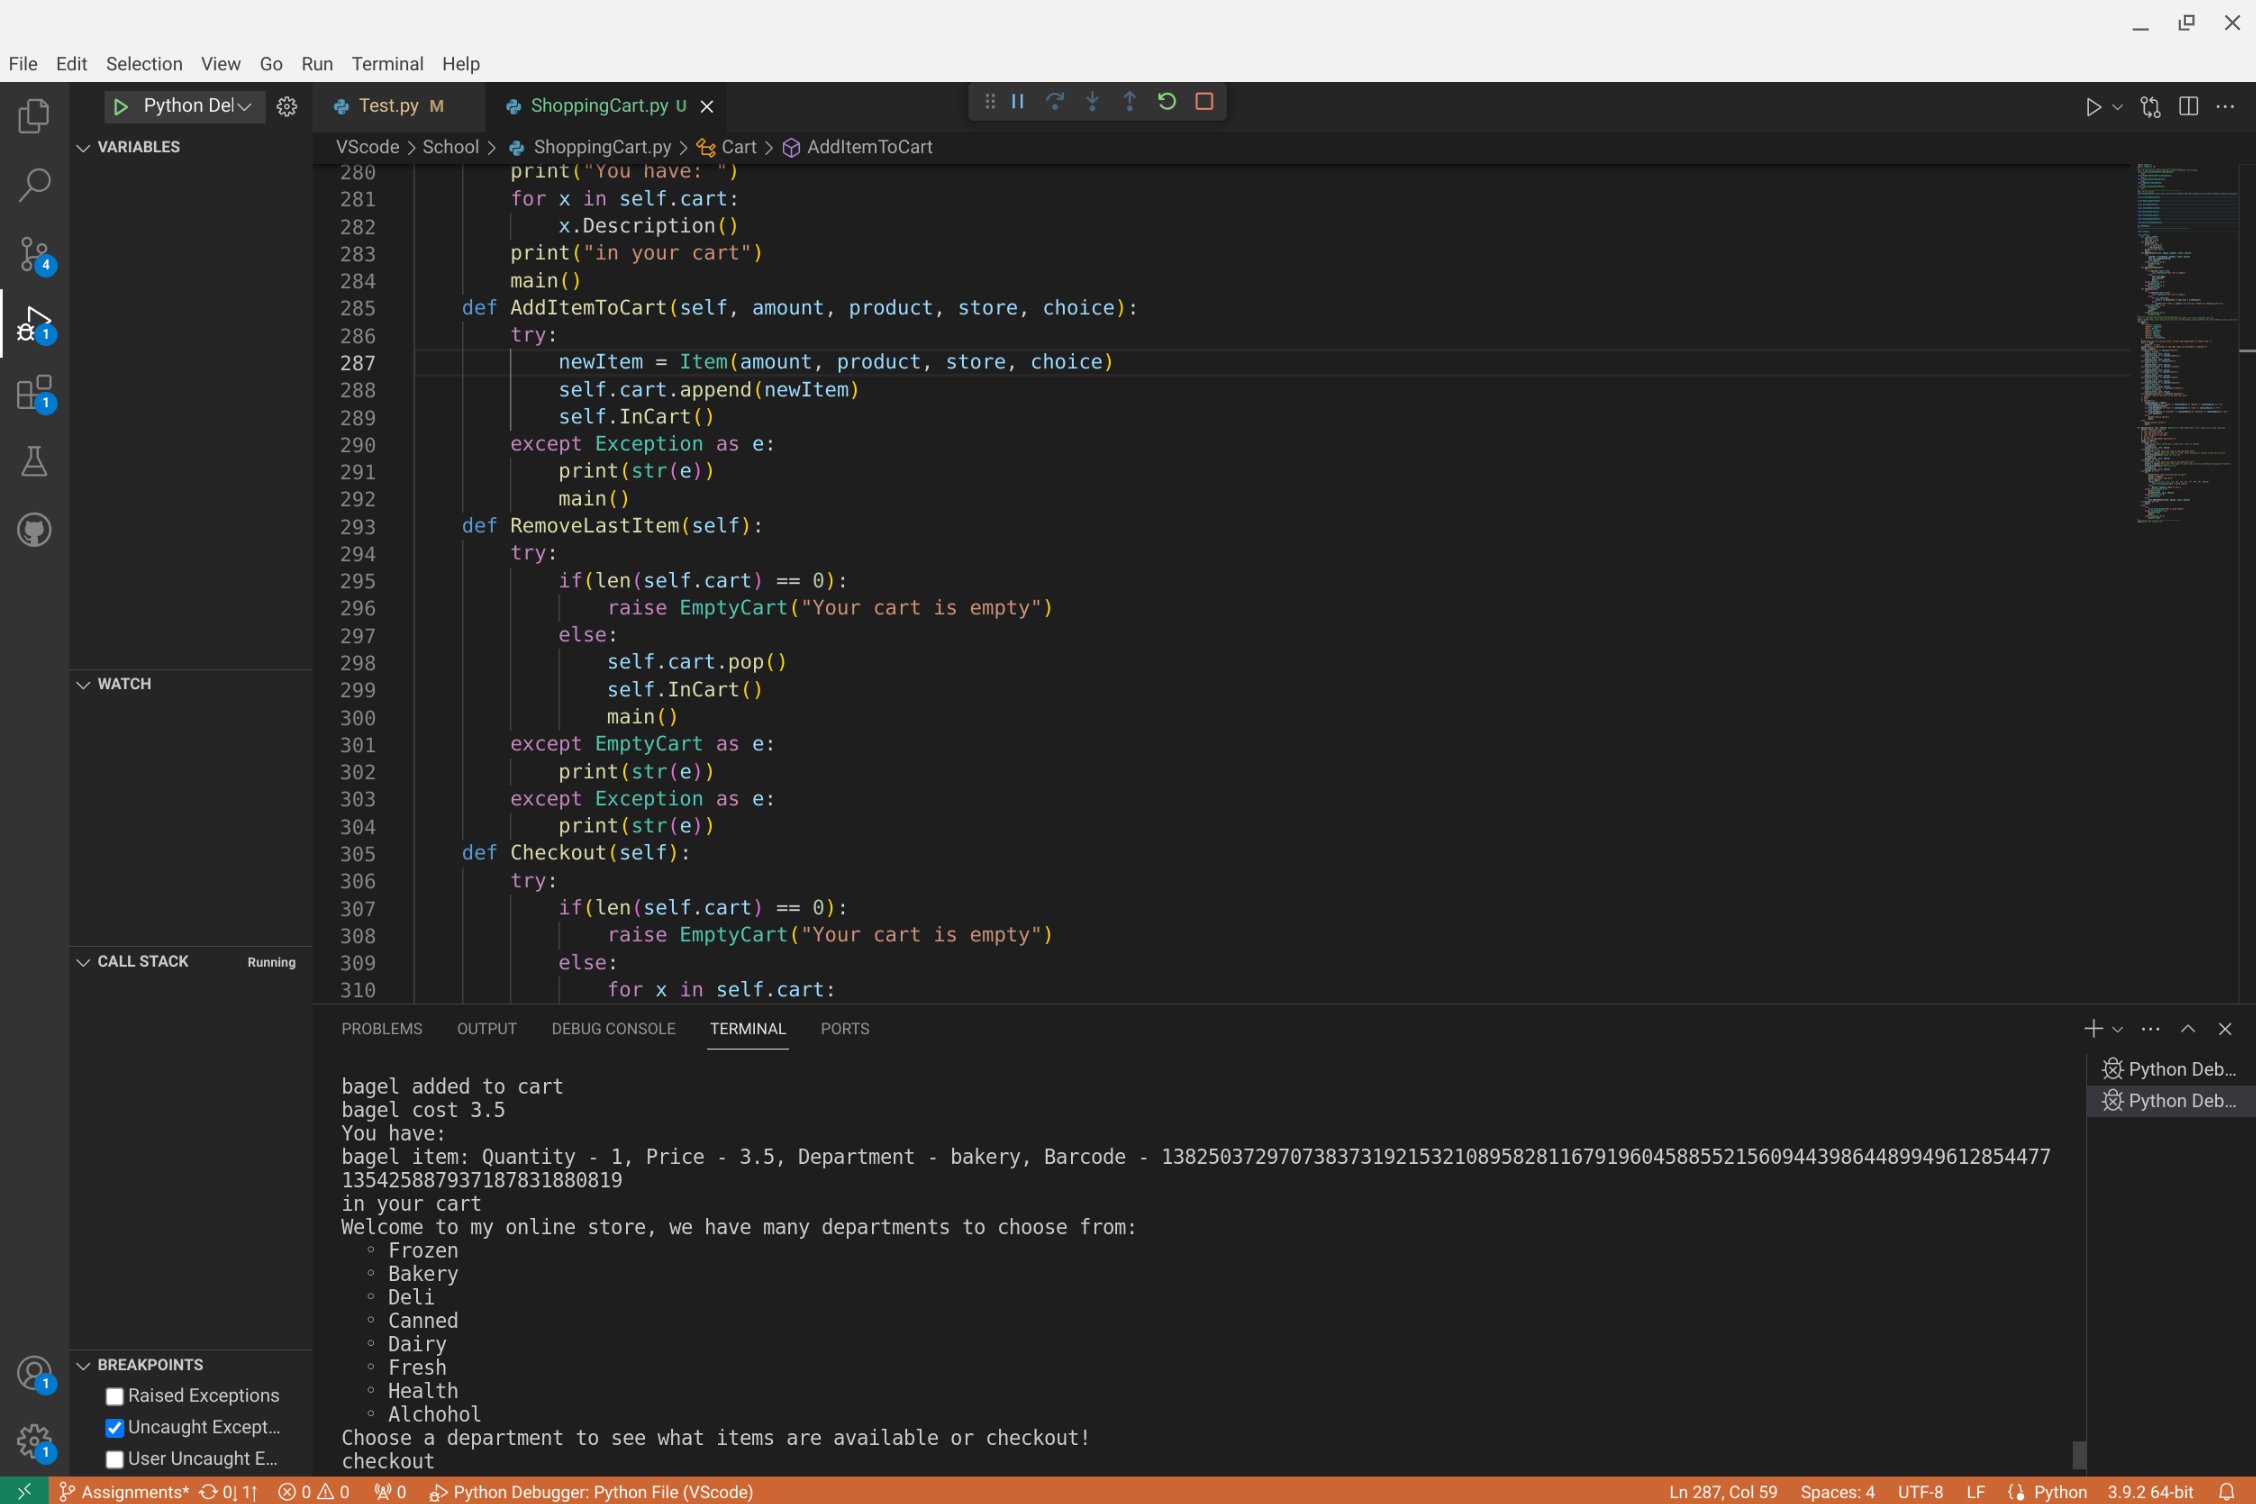 File Edit Selection View Go Run Terminal Help
Python Del
Test.py M
ShoppingCart.py U
VARIABLES
VScode School ShoppingCart.py Cart AddItemToCart
280 print("You have: ")
281 for x in self.cart:
282 x.Description()
283 print("in your cart")
284 main()
285 def AddItemToCart(self, amount, product, store, choice):
286 try:
287 newItem = Item(amount, product, store, choice)
288 self.cart.append(newItem)
289 self.InCart()
290 except Exception as e:
291 print(str(e))
292 main()
293 def RemoveLastItem(self):
294 try:
295 if(len(self.cart) == 0):
296 raise EmptyCart("Your cart is empty")
297 else:
298 self.cart.pop()
299 self.InCart()
300 main()
301 except EmptyCart as e:
302 print(str(e))
303 except Exception as e:
304 print(str(e))
305 def Checkout(self):
306 try:
307 if(len(self.cart) == 0):
308 raise EmptyCart("Your cart is empty")
309 else:
310 for x in self.cart:
4
1
1
WATCH
CALL STACK Running
BREAKPOINTS
Raised Exceptions
Uncaught Except...
User Uncaught E...
1
1
PROBLEMS OUTPUT DEBUG CONSOLE TERMINAL PORTS
Python Deb...
Python Deb...
bagel added to cart
bagel cost 3.5
You have:
bagel item: Quantity - 1, Price - 3.5, Department - bakery, Barcode - 1382503729707383731921532108958281167919604588552156094439864489949612854477
135425887937187831880819
in your cart
Welcome to my online store, we have many departments to choose from:
◦ Frozen
◦ Bakery
◦ Deli
◦ Canned
◦ Dairy
◦ Fresh
◦ Health
◦ Alchohol
Choose a department to see what items are available or checkout!
checkout
Assignments* 0↓ 1↑ 0 0 0 Python Debugger: Python File (VScode) Ln 287, Col 59 Spaces: 4 UTF-8 LF Python 3.9.2 64-bit